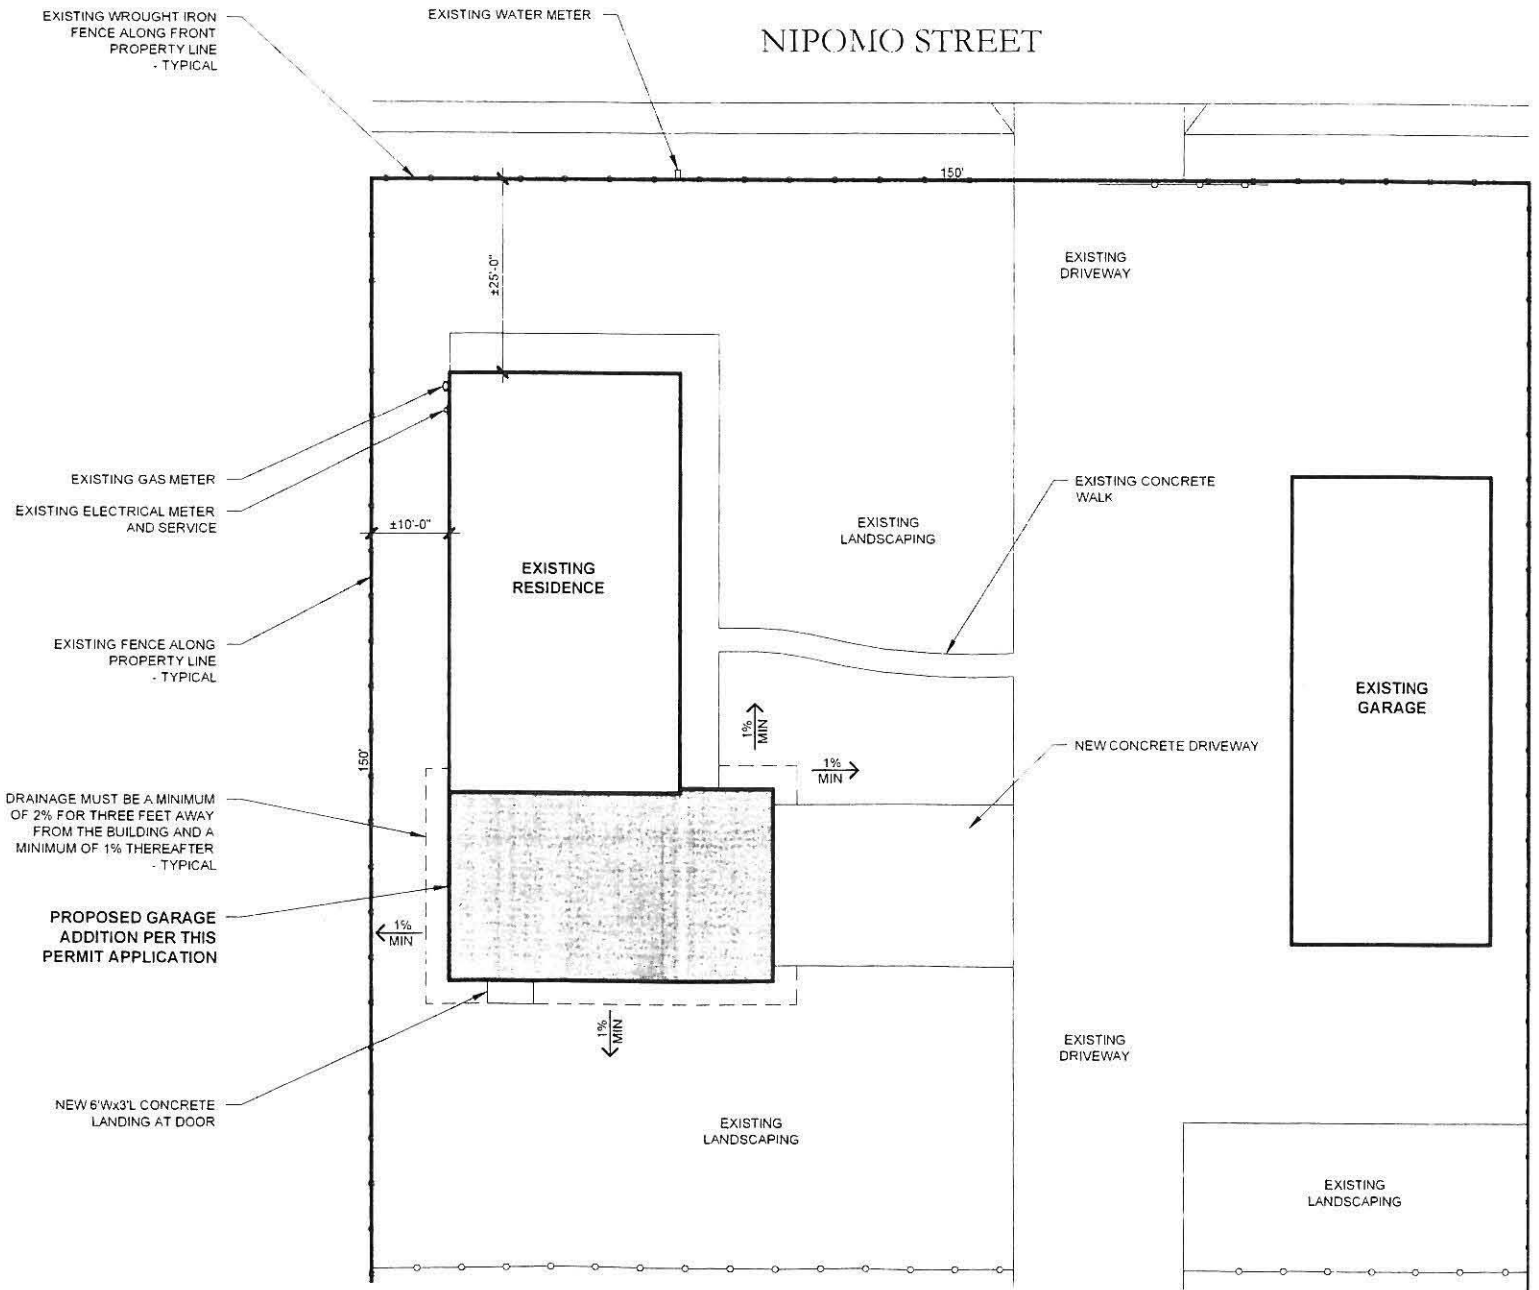 EXISTING WROUGHT IRON
FENCE ALONG FRONT
PROPERTY LINE
- TYPICAL
EXISTING WATER METER
NIPOMO STREET
150'
±25'-0"
EXISTING
DRIVEWAY
EXISTING GAS METER
EXISTING ELECTRICAL METER
AND SERVICE
±10'-0"
EXISTING
RESIDENCE
EXISTING
LANDSCAPING
EXISTING CONCRETE
WALK
EXISTING FENCE ALONG
PROPERTY LINE
- TYPICAL
EXISTING
GARAGE
150'
1%
MIN
1%
MIN
NEW CONCRETE DRIVEWAY
DRAINAGE MUST BE A MINIMUM
OF 2% FOR THREE FEET AWAY
FROM THE BUILDING AND A
MINIMUM OF 1% THEREAFTER
- TYPICAL
PROPOSED GARAGE
ADDITION PER THIS
PERMIT APPLICATION
1%
MIN
1%
MIN
EXISTING
DRIVEWAY
NEW 6'Wx3'L CONCRETE
LANDING AT DOOR
EXISTING
LANDSCAPING
EXISTING
LANDSCAPING